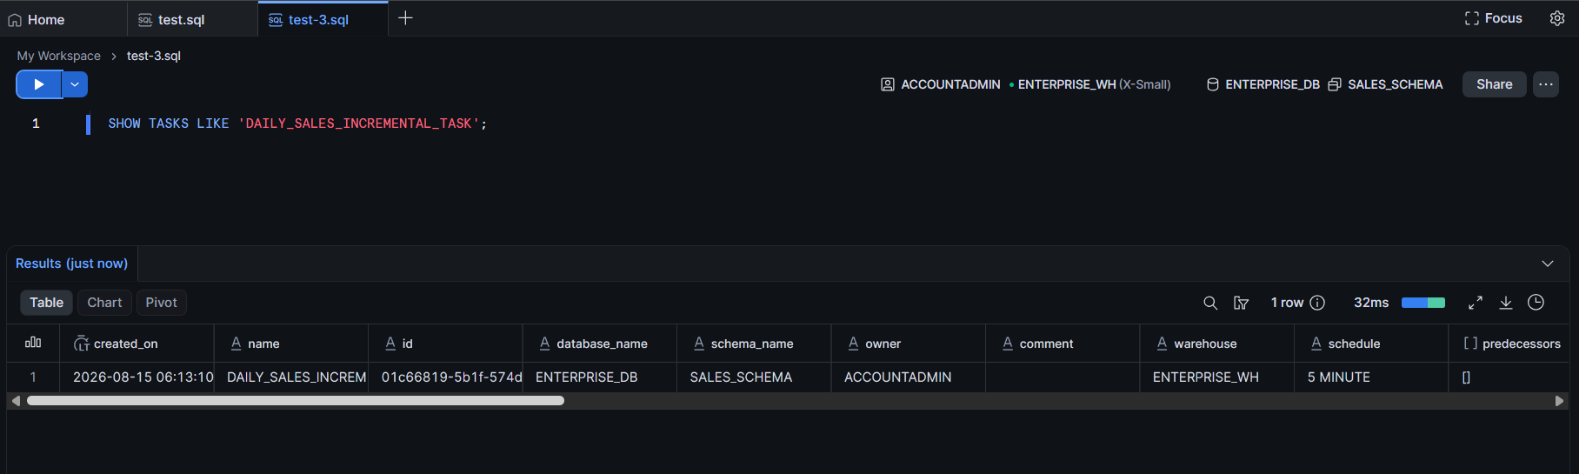 Home SQL test.sql SQL test-3.sql
Focus
My Workspace > test-3.sql
ACCOUNTADMIN ENTERPRISE_WH (X-Small) ENTERPRISE_DB SALES_SCHEMA Share ...
1 SHOW TASKS LIKE 'DAILY_SALES_INCREMENTAL_TASK';
Results (just now)
Table Chart Pivot 1 row 32ms
LT created_on A name A id A database_name A schema_name A owner A comment A warehouse A schedule [ ] predecessors
1 2026-08-15 06:13:10 DAILY_SALES_INCREM 01c66819-5b1f-574d ENTERPRISE_DB SALES_SCHEMA ACCOUNTADMIN ENTERPRISE_WH 5 MINUTE []